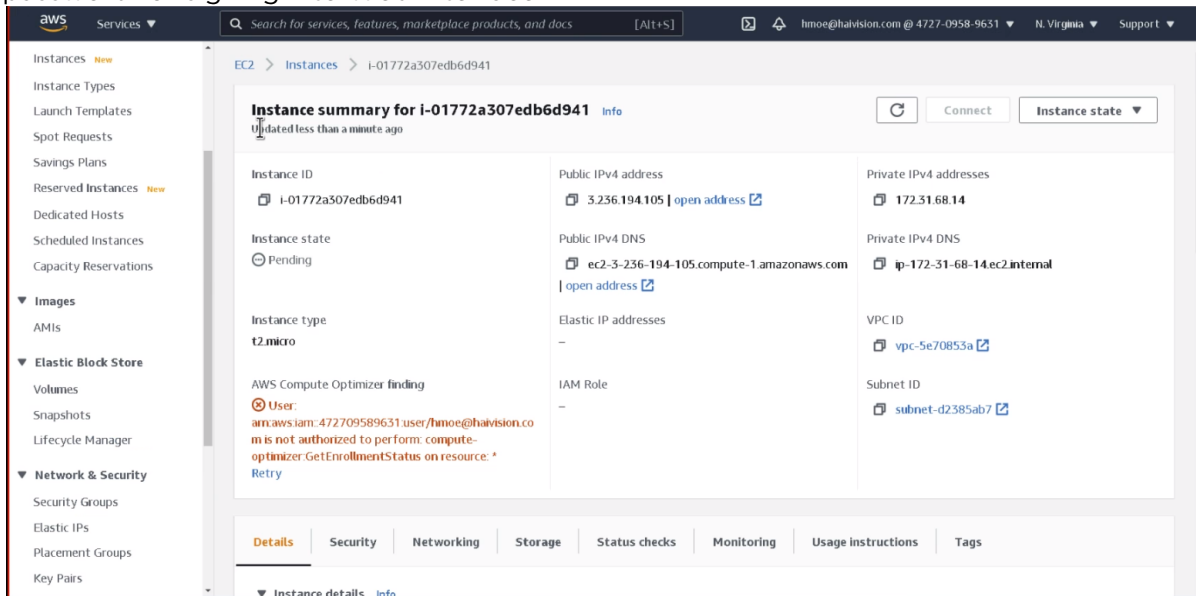 aws Services ▼ Search for services, features, marketplace products, and docs [Alt+S] hmoe@haivision.com @ 4727-0958-9631 ▼ N. Virginia ▼ Support ▼
Instances New
Instance Types
Launch Templates
Spot Requests
Savings Plans
Reserved Instances New
Dedicated Hosts
Scheduled Instances
Capacity Reservations
▼ Images
AMIs
▼ Elastic Block Store
Volumes
Snapshots
Lifecycle Manager
▼ Network & Security
Security Groups
Elastic IPs
Placement Groups
Key Pairs
EC2 > Instances > i-01772a307edb6d941
Instance summary for i-01772a307edb6d941 Info
Updated less than a minute ago
Connect
Instance state ▼
Instance ID
i-01772a307edb6d941
Public IPv4 address
3.236.194.105 | open address
Private IPv4 addresses
172.31.68.14
Instance state
Pending
Public IPv4 DNS
ec2-3-236-194-105.compute-1.amazonaws.com
| open address
Private IPv4 DNS
ip-172-31-68-14.ec2.internal
Instance type
t2.micro
Elastic IP addresses
–
VPC ID
vpc-5e70853a
AWS Compute Optimizer finding
User:
arn:aws:iam::472709589631:user/hmoe@haivision.co
m is not authorized to perform: compute-
optimizer:GetEnrollmentStatus on resource: *
Retry
IAM Role
–
Subnet ID
subnet-d2385ab7
Details Security Networking Storage Status checks Monitoring Usage instructions Tags
▼ Instance details Info